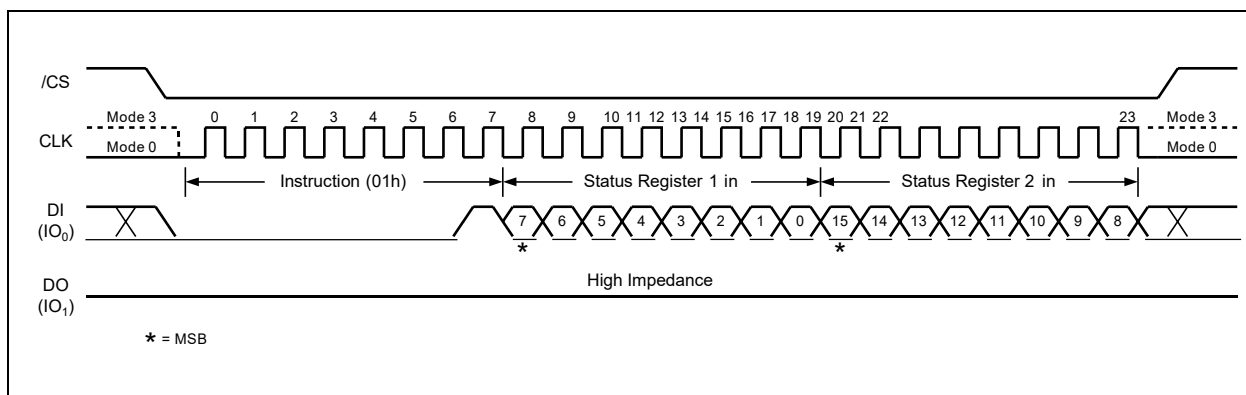 /CS
Mode 3 0 1 2 3 4 5 6 7 8 9 10 11 12 13 14 15 16 17 18 19 20 21 22 23 Mode 3
CLK
Mode 0 Mode 0
Instruction (01h) Status Register 1 in Status Register 2 in
DI
(IO0) 7 6 5 4 3 2 1 0 15 14 13 12 11 10 9 8
* *
High Impedance
DO
(IO1)
* = MSB